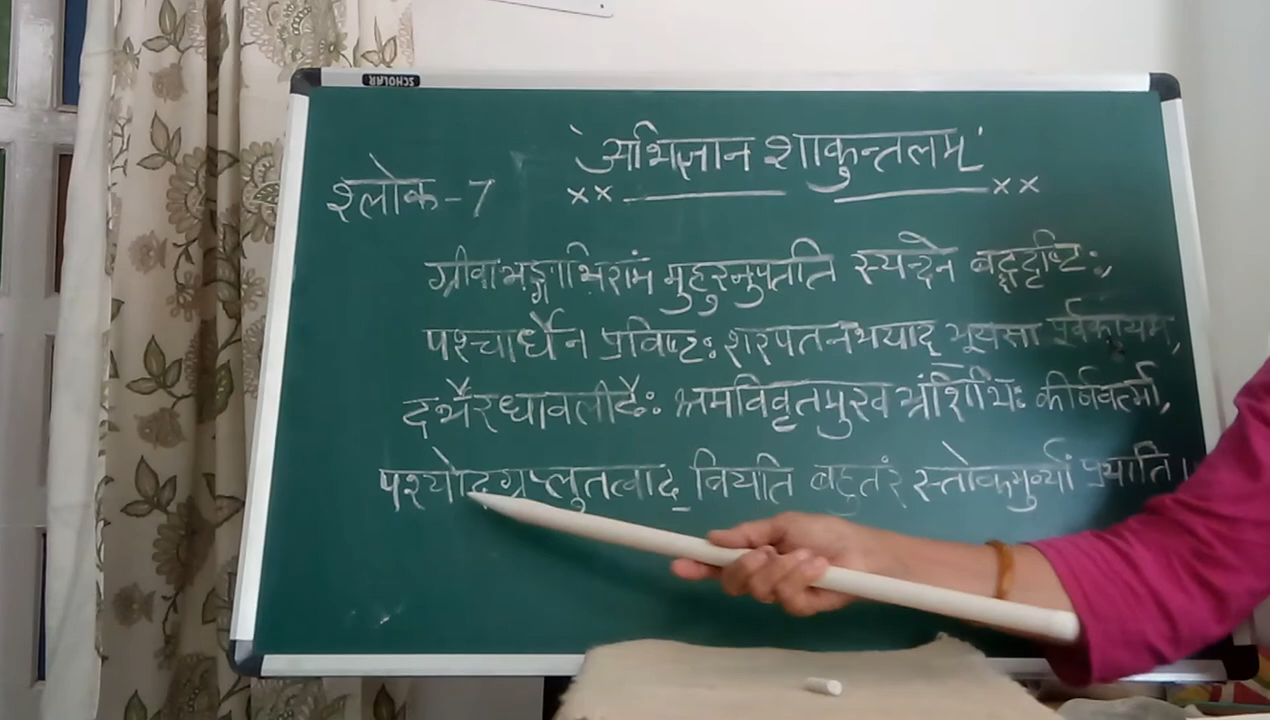 SCHOLAR
अभिज्ञान शाकुन्तलम्
श्लोक-7
ग्रीवाभङ्गाभिरामं मुहुरनुपतति स्यन्दने बद्धदृष्टिः,
पश्चार्धेन प्रविष्टः शरपतनभयाद् भूयसा पूर्वकायम्,
दर्भैरर्धावलीढैः श्रमविवृतमुख भ्रंशिभिः कीर्णवर्त्मा,
पश्योदग्रप्लुतत्वाद् वियति बहुतरं स्तोकमुर्व्यां प्रयाति।